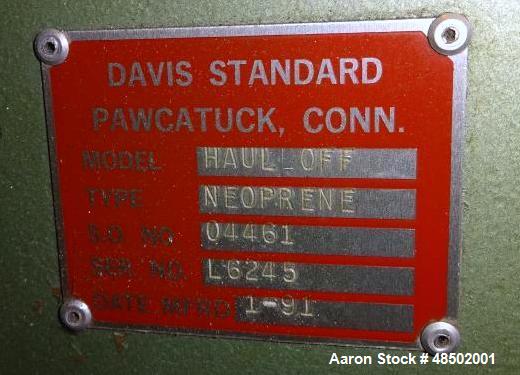 DAVIS STANDARD
PAWCATUCK, CONN.
MODEL HAUL OFF
TYPE NEOPRENE
S.O. NO 04461
SER. NO. L6245
DATE MFRD 1-91
Aaron Stock # 48502001